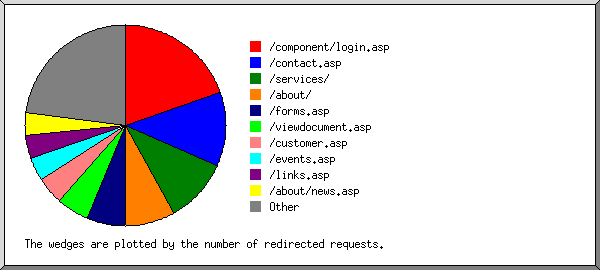 /component/login.asp
/contact.asp
/services/
/about/
/forms.asp
/viewdocument.asp
/customer.asp
/events.asp
/links.asp
/about/news.asp
Other
The wedges are plotted by the number of redirected requests.